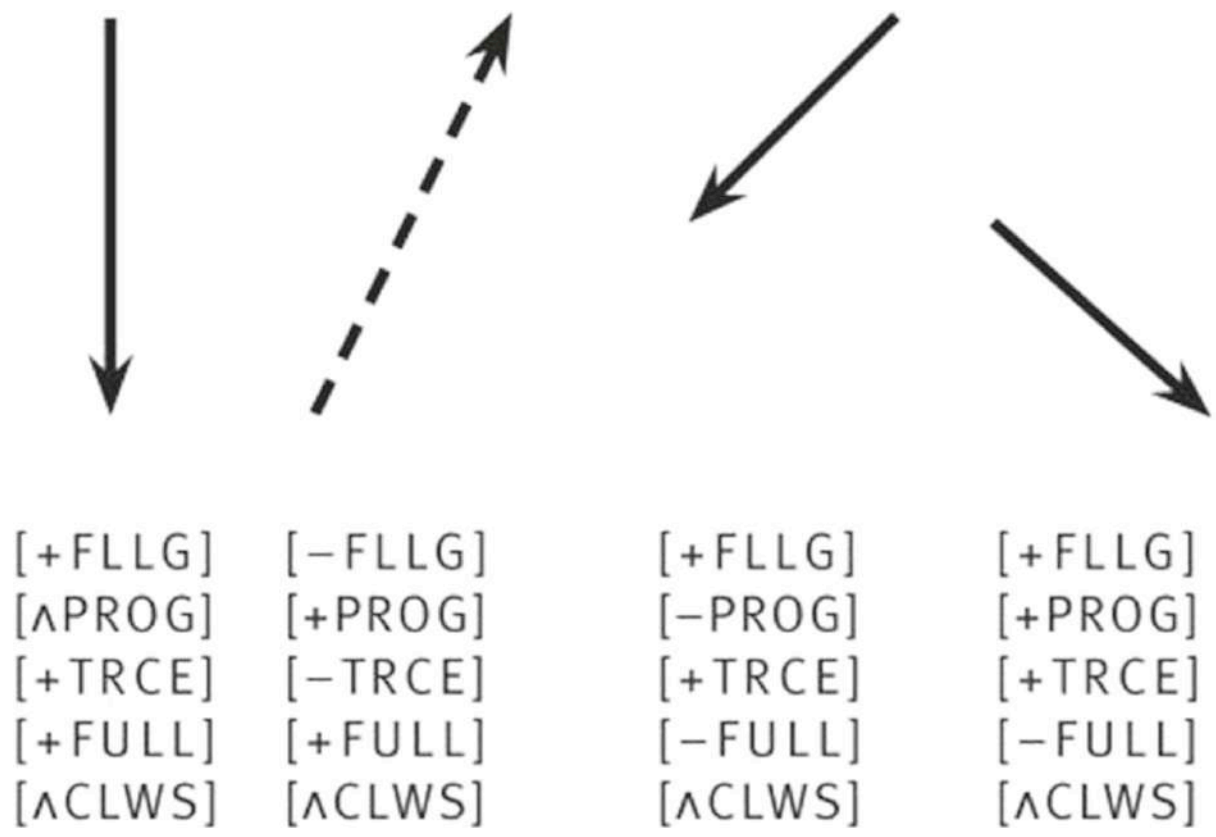 [+FLLG] [−FLLG] [+FLLG] [+FLLG]
[∧PROG] [+PROG] [−PROG] [+PROG]
[+TRCE] [−TRCE] [+TRCE] [+TRCE]
[+FULL] [+FULL] [−FULL] [−FULL]
[∧CLWS] [∧CLWS] [∧CLWS] [∧CLWS]